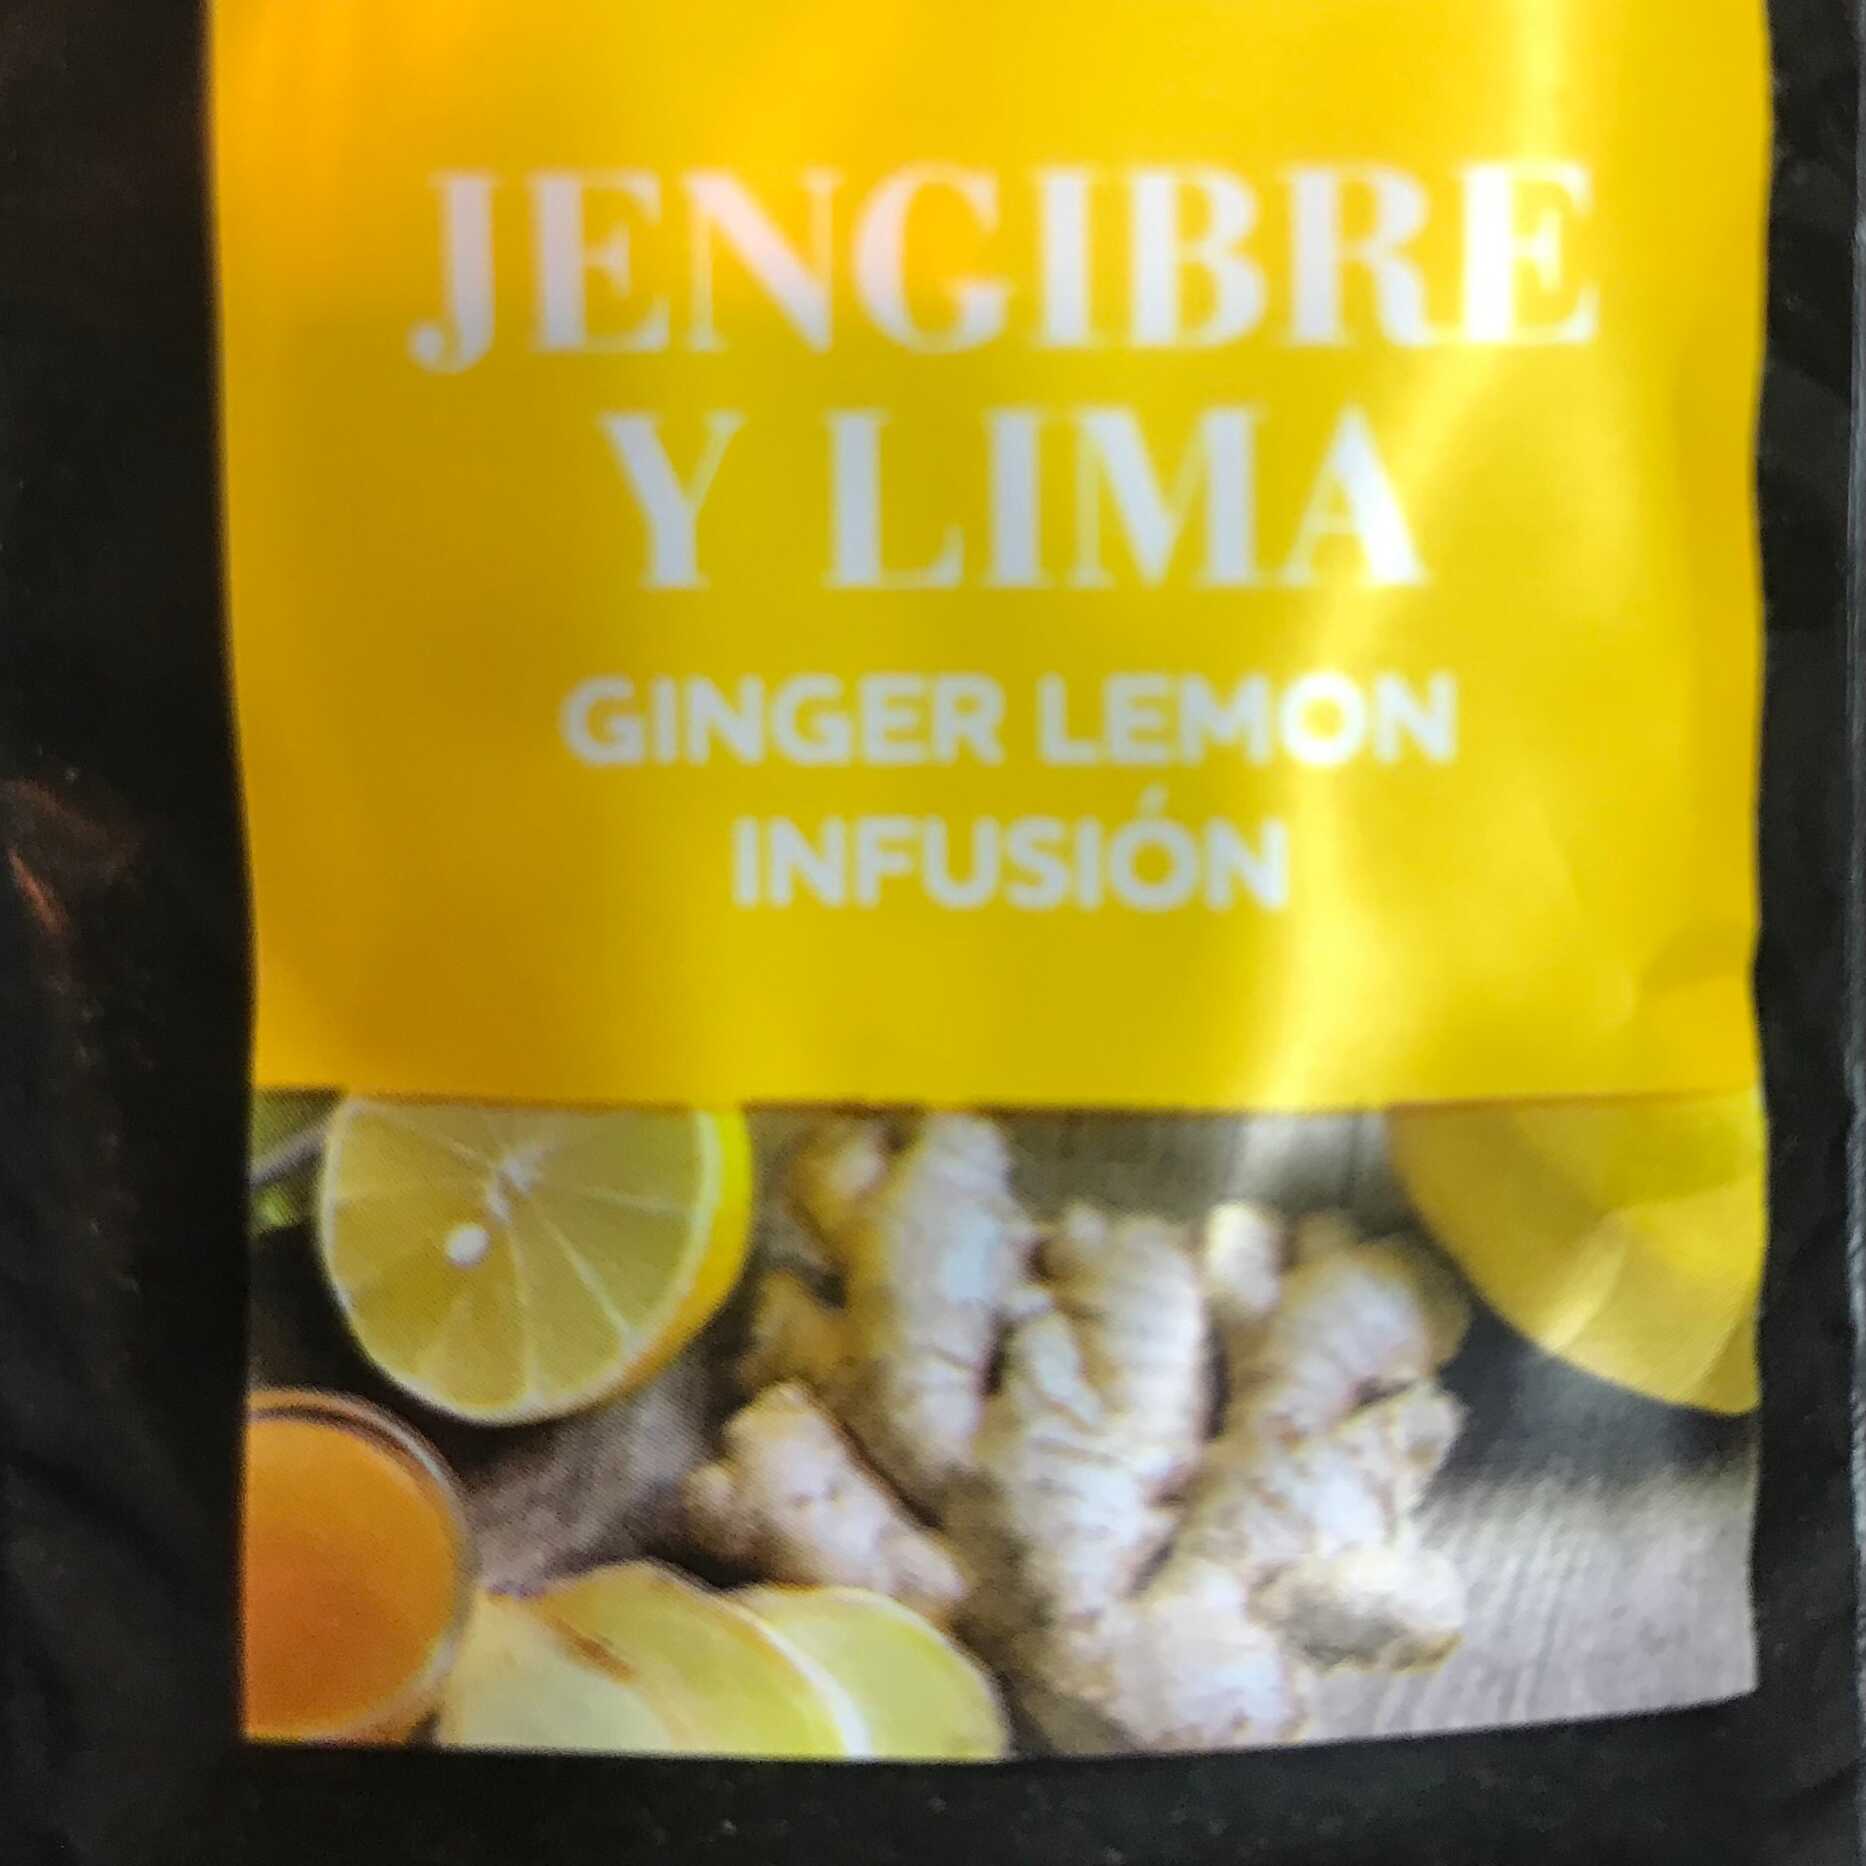 JENGIBRE
Y LIMA
GINGER LEMON
INFUSIÓN